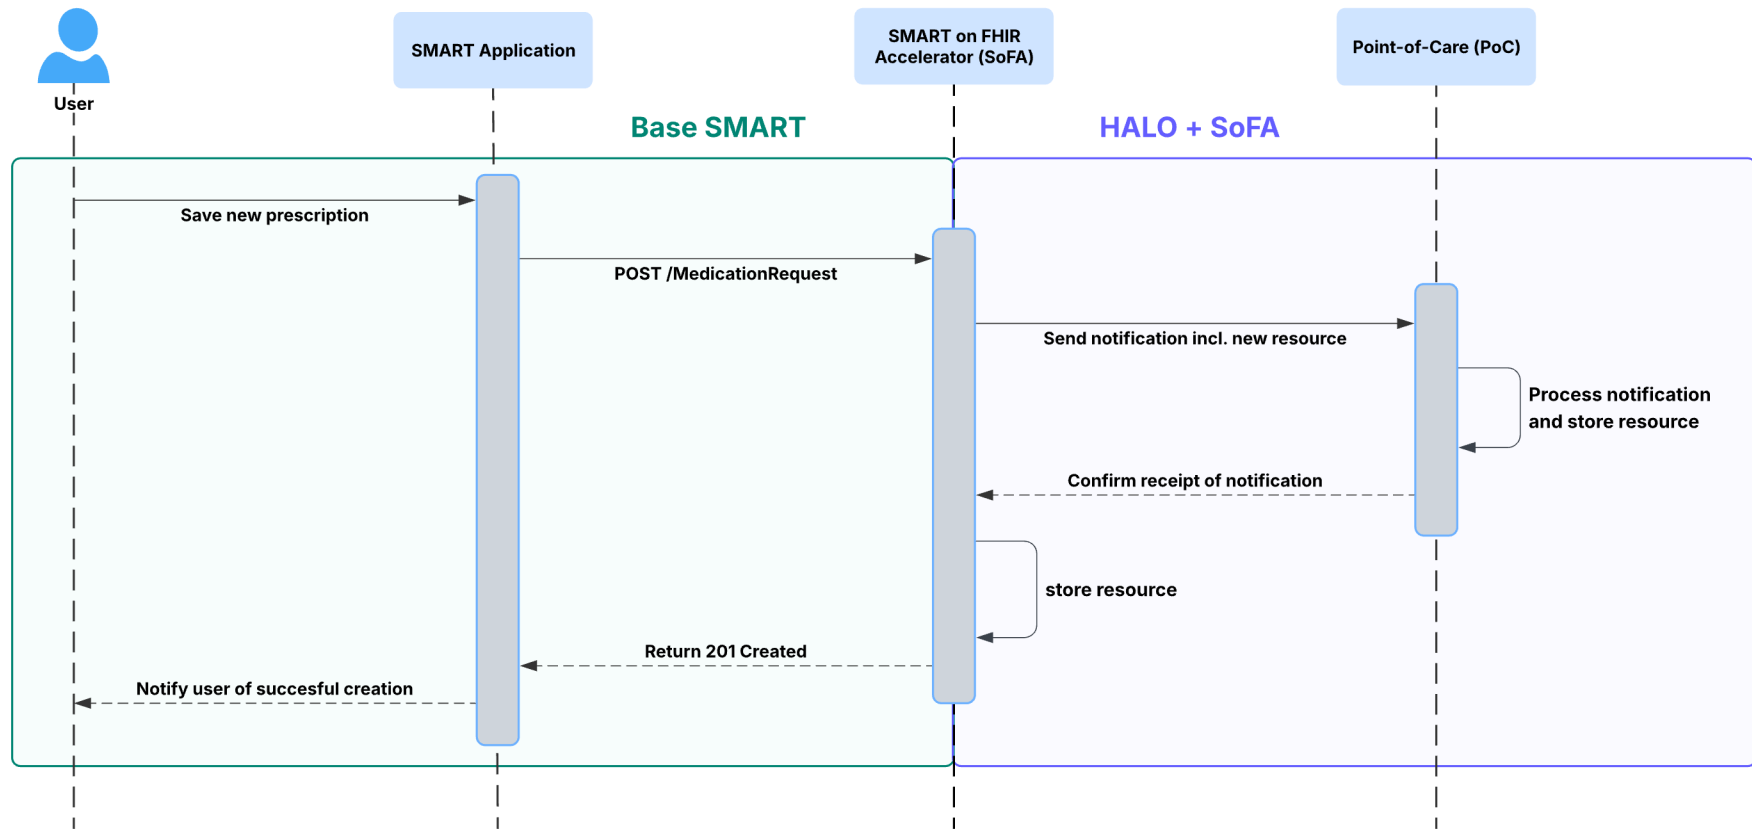 User
SMART Application
SMART on FHIR
Accelerator (SoFA)
Point-of-Care (PoC)
Base SMART
HALO + SoFA
Save new prescription
POST /MedicationRequest
Send notification incl. new resource
Process notification
and store resource
Confirm receipt of notification
store resource
Return 201 Created
Notify user of succesful creation